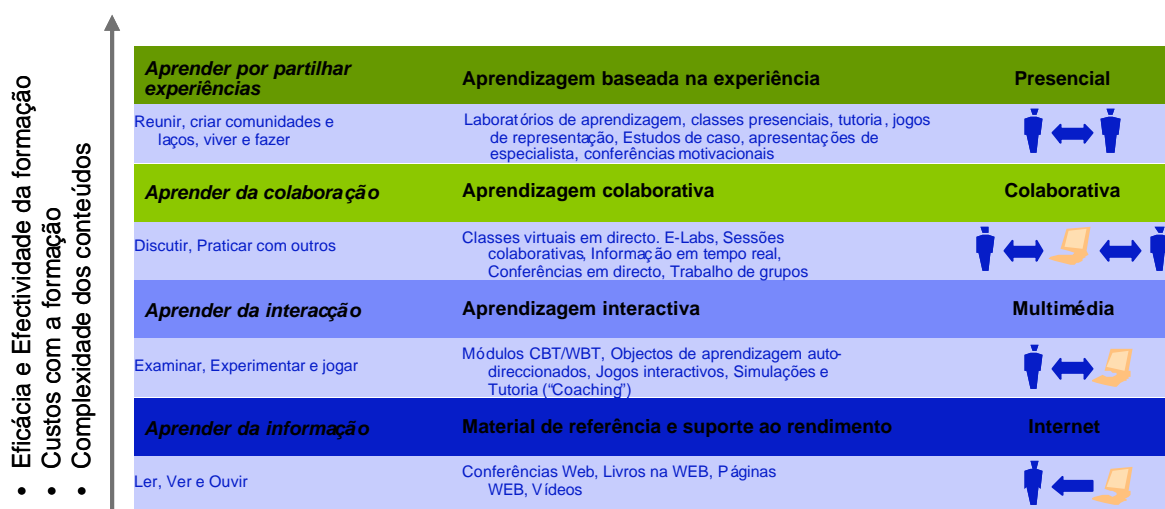 • Eficácia e Efectividade da formação
• Custos com a formação
• Complexidade dos conteúdos
Aprender por partilhar
experiências
Aprendizagem baseada na experiência
Presencial
Reunir, criar comunidades e
laços, viver e fazer
Laboratórios de aprendizagem, classes presenciais, tutoria, jogos
de representação, Estudos de caso, apresentações de
especialista, conferências motivacionais
Aprender da colaboração
Aprendizagem colaborativa
Colaborativa
Discutir, Praticar com outros
Classes virtuais em directo. E-Labs, Sessões
colaborativas, Informação em tempo real,
Conferências em directo, Trabalho de grupos
Aprender da interacção
Aprendizagem interactiva
Multimédia
Examinar, Experimentar e jogar
Módulos CBT/WBT, Objectos de aprendizagem auto-
direccionados, Jogos interactivos, Simulações e
Tutoria (“Coaching”)
Aprender da informação
Material de referência e suporte ao rendimento
Internet
Ler, Ver e Ouvir
Conferências Web, Livros na WEB, Páginas
WEB, Vídeos